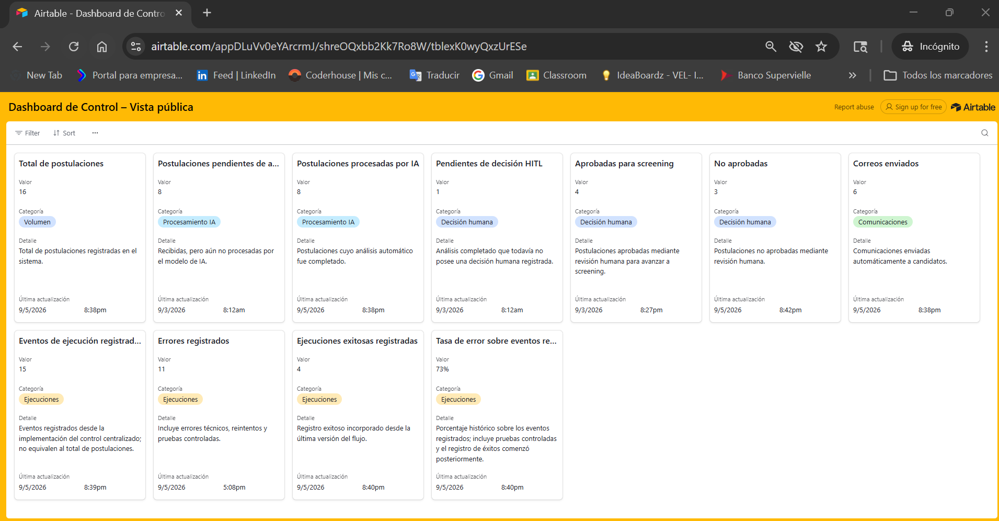 Airtable - Dashboard de Contro
airtable.com/appDLuVv0eYArcrmJ/shreOQxbb2Kk7Ro8W/tblexK0wyQxzUrESe
Incógnito
New Tab
Portal para empresa...
Feed | LinkedIn
Coderhouse | Mis c...
Traducir
Gmail
Classroom
IdeaBoardz - VEL- I...
Banco Supervielle
Todos los marcadores
Dashboard de Control – Vista pública
Report abuse
Sign up for free
Airtable
Filter
Sort
Total de postulaciones
Valor
16
Categoría
Volumen
Detalle
Total de postulaciones registradas en el
sistema.
Última actualización
9/5/2026 8:38pm
Postulaciones pendientes de a...
Valor
8
Categoría
Procesamiento IA
Detalle
Recibidas, pero aún no procesadas por
el modelo de IA.
Última actualización
9/3/2026 8:12am
Postulaciones procesadas por IA
Valor
8
Categoría
Procesamiento IA
Detalle
Postulaciones cuyo análisis automático
fue completado.
Última actualización
9/5/2026 8:38pm
Pendientes de decisión HITL
Valor
1
Categoría
Decisión humana
Detalle
Análisis completado que todavía no
posee una decisión humana registrada.
Última actualización
9/3/2026 8:12am
Aprobadas para screening
Valor
4
Categoría
Decisión humana
Detalle
Postulaciones aprobadas mediante
revisión humana para avanzar a
screening.
Última actualización
9/3/2026 8:27pm
No aprobadas
Valor
3
Categoría
Decisión humana
Detalle
Postulaciones no aprobadas mediante
revisión humana.
Última actualización
9/5/2026 8:42pm
Correos enviados
Valor
6
Categoría
Comunicaciones
Detalle
Comunicaciones enviadas
automáticamente a candidatos.
Última actualización
9/5/2026 8:38pm
Eventos de ejecución registrad...
Valor
15
Categoría
Ejecuciones
Detalle
Eventos registrados desde la
implementación del control centralizado;
no equivalen al total de postulaciones.
Última actualización
9/5/2026 8:39pm
Errores registrados
Valor
11
Categoría
Ejecuciones
Detalle
Incluye errores técnicos, reintentos y
pruebas controladas.
Última actualización
9/5/2026 5:08pm
Ejecuciones exitosas registradas
Valor
4
Categoría
Ejecuciones
Detalle
Registro exitoso incorporado desde la
última versión del flujo.
Última actualización
9/5/2026 8:40pm
Tasa de error sobre eventos re...
Valor
73%
Categoría
Ejecuciones
Detalle
Porcentaje histórico sobre los eventos
registrados; incluye pruebas controladas
y el registro de éxitos comenzó
posteriormente.
Última actualización
9/5/2026 8:40pm